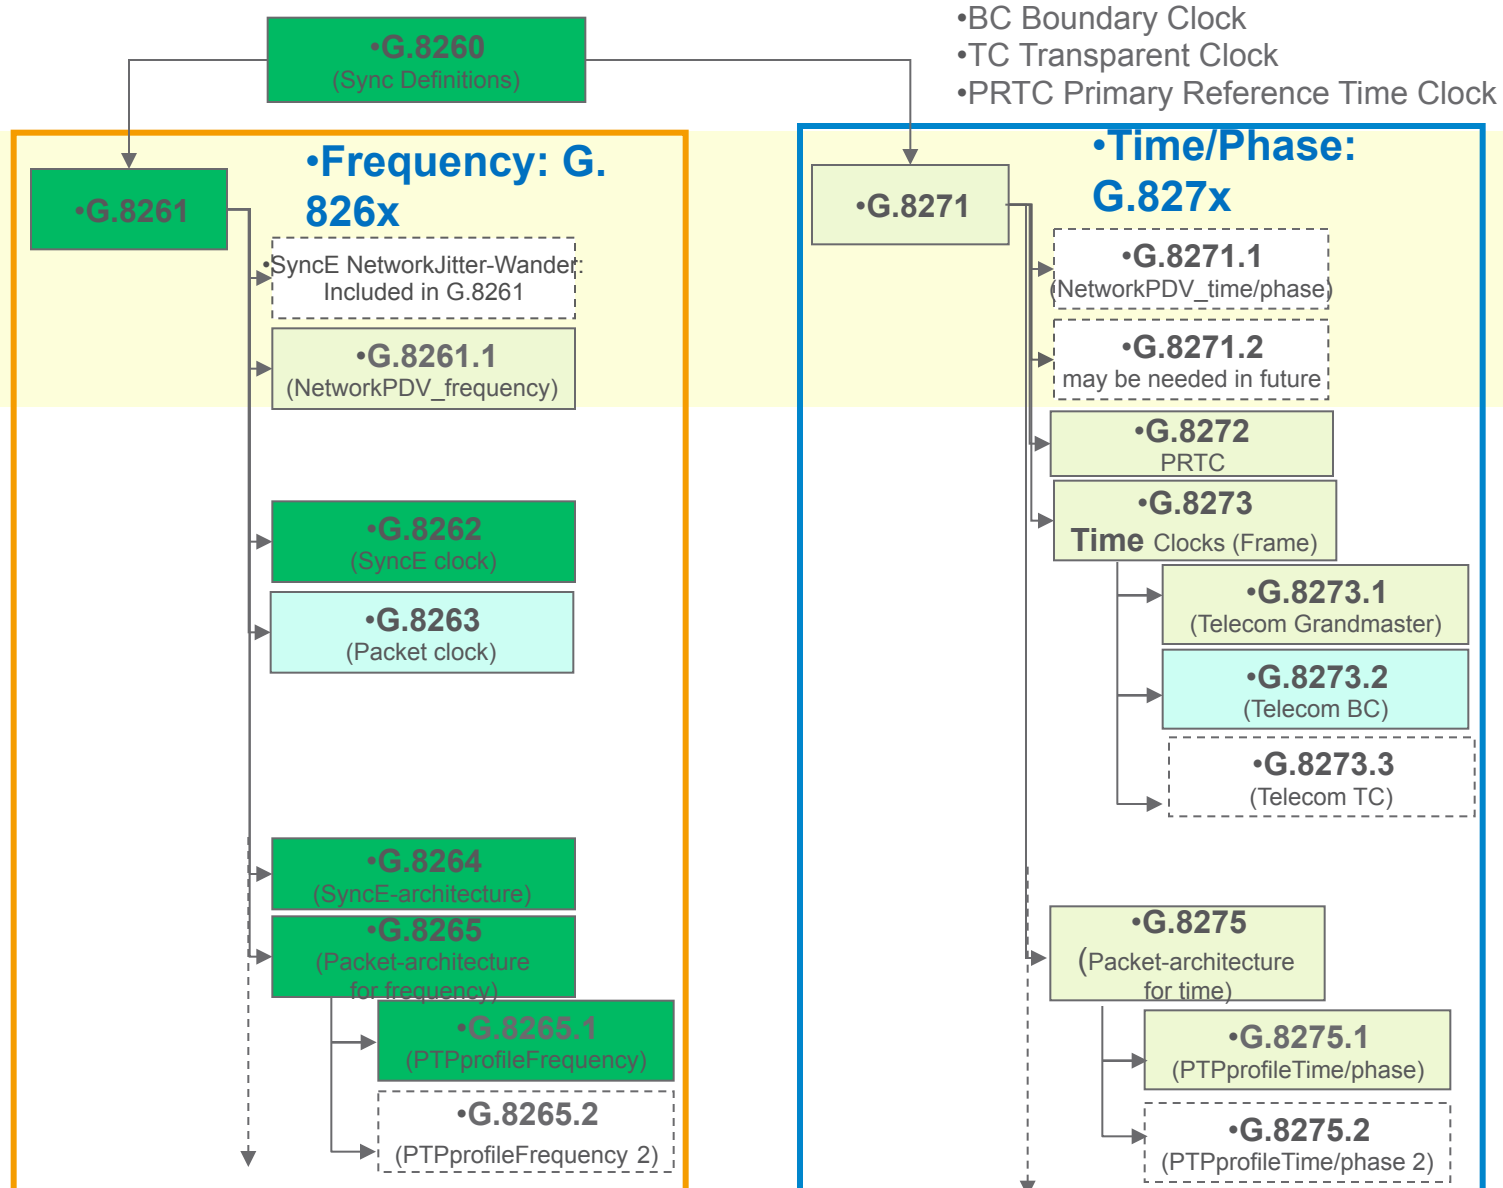 •BC Boundary Clock
•TC Transparent Clock
•PRTC Primary Reference Time Clock
•G.8260
(Sync Definitions)
•Frequency: G.
826x
•G.8261
•SyncE NetworkJitter-Wander:
Included in G.8261
•G.8261.1
(NetworkPDV_frequency)
•G.8262
(SyncE clock)
•G.8263
(Packet clock)
•G.8264
(SyncE-architecture)
•G.8265
(Packet-architecture
for frequency)
•G.8265.1
(PTPprofileFrequency)
•G.8265.2
(PTPprofileFrequency 2)
•Time/Phase:
G.827x
•G.8271
•G.8271.1
(NetworkPDV_time/phase)
•G.8271.2
may be needed in future
•G.8272
PRTC
•G.8273
Time Clocks (Frame)
•G.8273.1
(Telecom Grandmaster)
•G.8273.2
(Telecom BC)
•G.8273.3
(Telecom TC)
•G.8275
(Packet-architecture
for time)
•G.8275.1
(PTPprofileTime/phase)
•G.8275.2
(PTPprofileTime/phase 2)